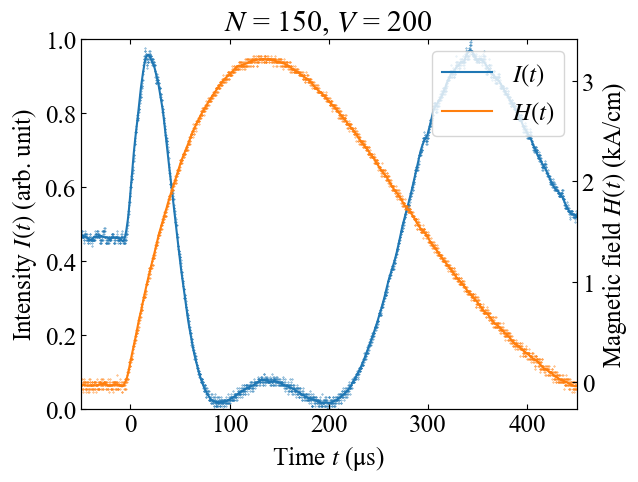 N = 150, V = 200
I(t)
H(t)
Intensity I(t) (arb. unit)
1.0
0.8
0.6
0.4
0.2
0.0
3
2
1
0
Magnetic field H(t) (kA/cm)
0 100 200 300 400
Time t (μs)